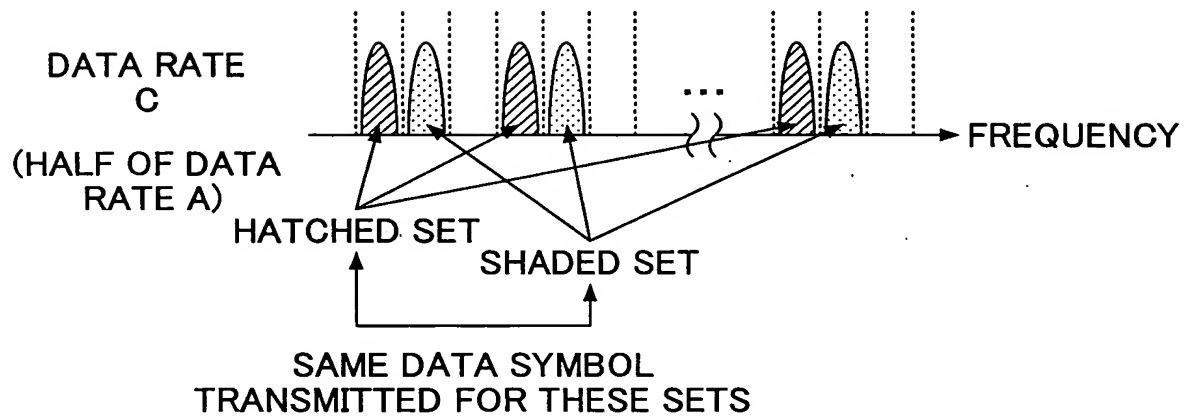 DATA RATE
C
(HALF OF DATA
RATE A)
...
FREQUENCY
HATCHED SET
SHADED SET
SAME DATA SYMBOL
TRANSMITTED FOR THESE SETS